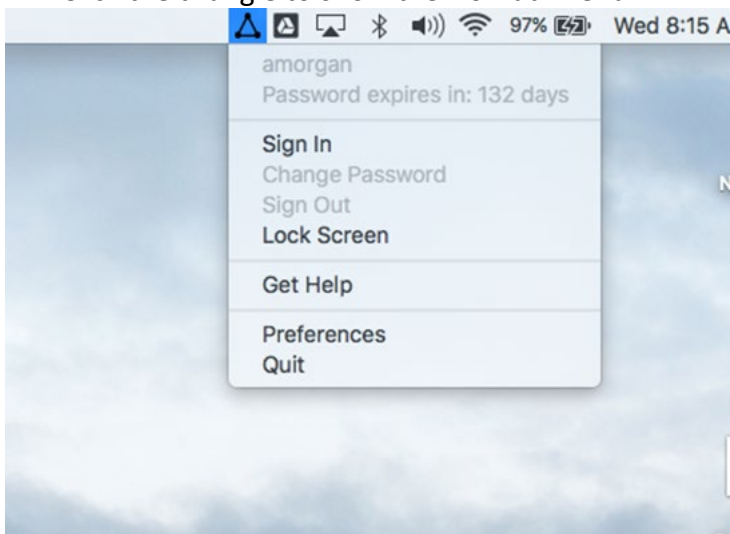 97% Wed 8:15 A
amorgan
Password expires in: 132 days
Sign In
Change Password
Sign Out
Lock Screen
Get Help
Preferences
Quit
N